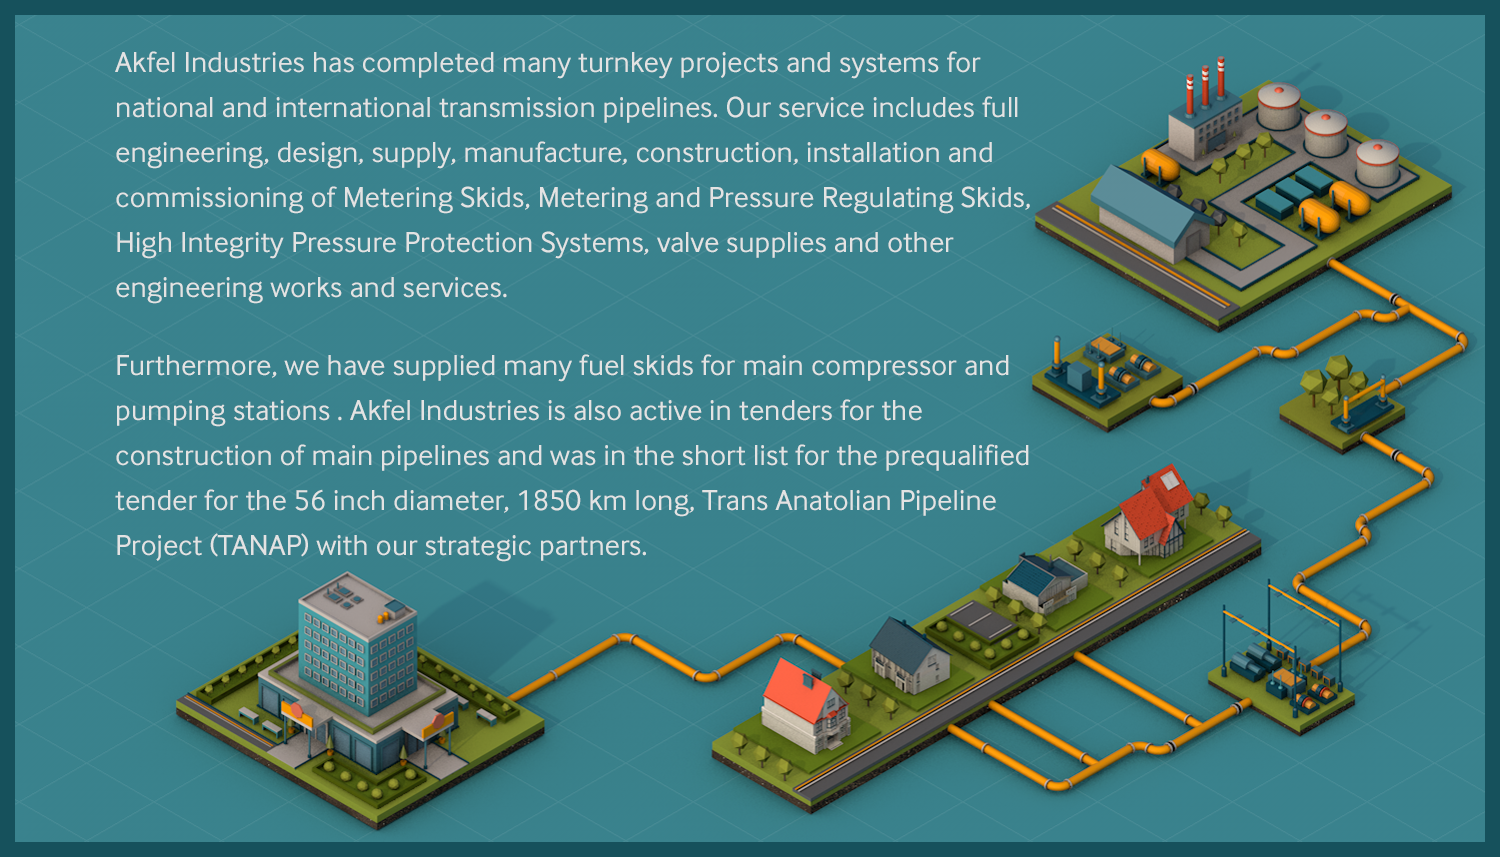 Akfel Industries has completed many turnkey projects and systems for
national and international transmission pipelines. Our service includes full
engineering, design, supply, manufacture, construction, installation and
commissioning of Metering Skids, Metering and Pressure Regulating Skids,
High Integrity Pressure Protection Systems, valve supplies and other
engineering works and services.
Furthermore, we have supplied many fuel skids for main compressor and
pumping stations . Akfel Industries is also active in tenders for the
construction of main pipelines and was in the short list for the prequalified
tender for the 56 inch diameter, 1850 km long, Trans Anatolian Pipeline
Project (TANAP) with our strategic partners.